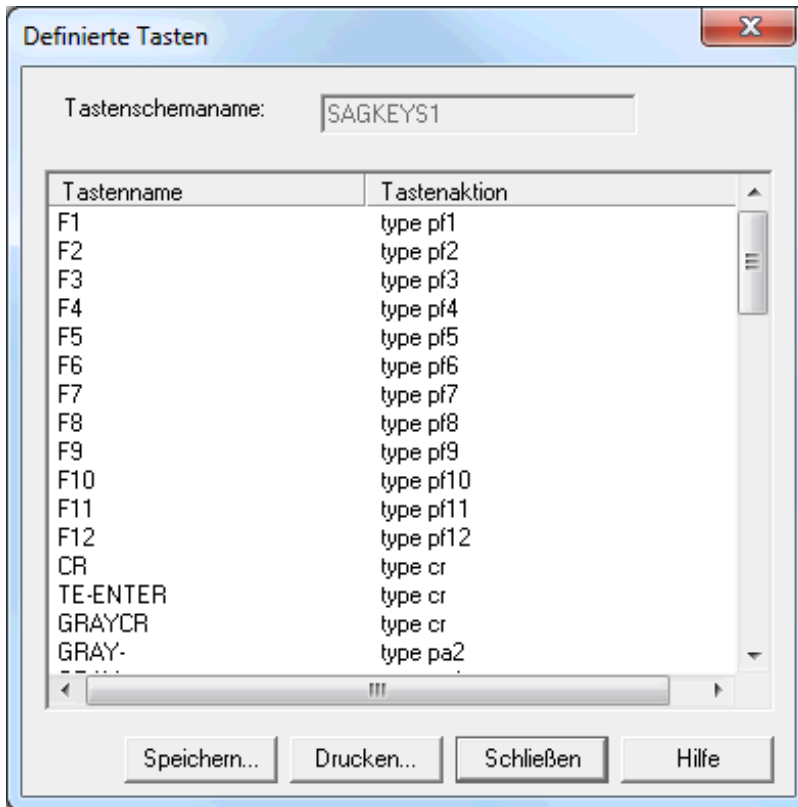 Definierte Tasten
Tastenschemaname: SAGKEYS1
Tastenname Tastenaktion
F1 type pf1
F2 type pf2
F3 type pf3
F4 type pf4
F5 type pf5
F6 type pf6
F7 type pf7
F8 type pf8
F9 type pf9
F10 type pf10
F11 type pf11
F12 type pf12
CR type cr
TE-ENTER type cr
GRAYCR type cr
GRAY- type pa2
Speichern... Drucken... Schließen Hilfe